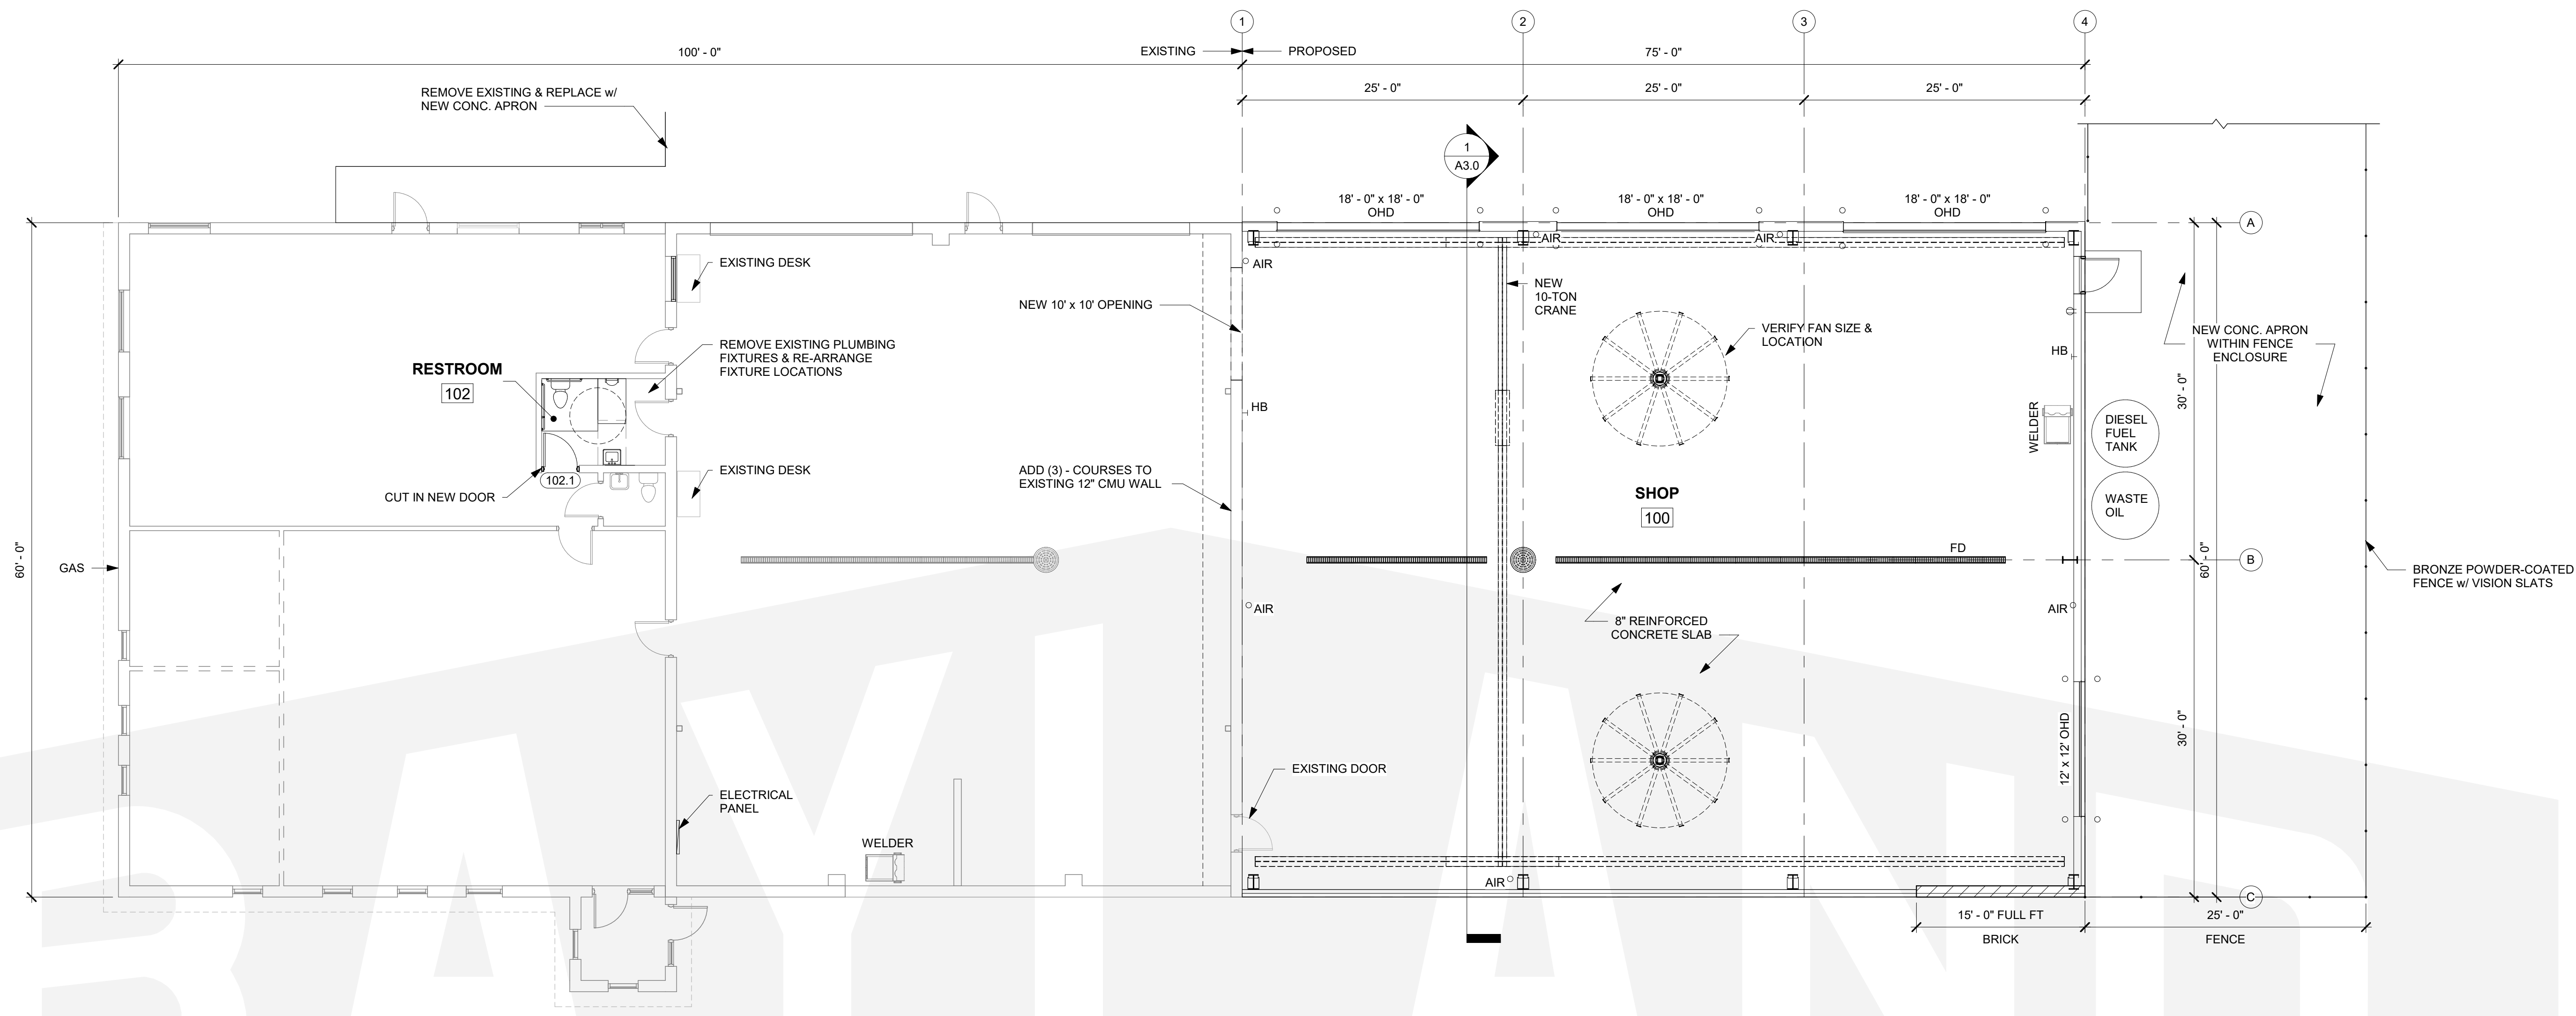 1
2
3
4
100' - 0"
EXISTING
PROPOSED
75' - 0"
25' - 0"
25' - 0"
25' - 0"
REMOVE EXISTING & REPLACE w/
NEW CONC. APRON
1
A3.0
18' - 0" x 18' - 0"
OHD
18' - 0" x 18' - 0"
OHD
18' - 0" x 18' - 0"
OHD
A
AIR
AIR
AIR
EXISTING DESK
NEW
10-TON
CRANE
NEW 10' x 10' OPENING
VERIFY FAN SIZE &
LOCATION
NEW CONC. APRON
WITHIN FENCE
ENCLOSURE
REMOVE EXISTING PLUMBING
FIXTURES & RE-ARRANGE
FIXTURE LOCATIONS
HB
RESTROOM
102
30' - 0"
HB
WELDER
DIESEL
FUEL
TANK
EXISTING DESK
ADD (3) - COURSES TO
EXISTING 12" CMU WALL
102.1
CUT IN NEW DOOR
SHOP
100
WASTE
OIL
FD
B
60' - 0"
60' - 0"
GAS
BRONZE POWDER-COATED
FENCE w/ VISION SLATS
AIR
AIR
8" REINFORCED
CONCRETE SLAB
30' - 0"
12' x 12' OHD
EXISTING DOOR
ELECTRICAL
PANEL
WELDER
AIR
C
15' - 0" FULL FT
BRICK
25' - 0"
FENCE
BAYLAND